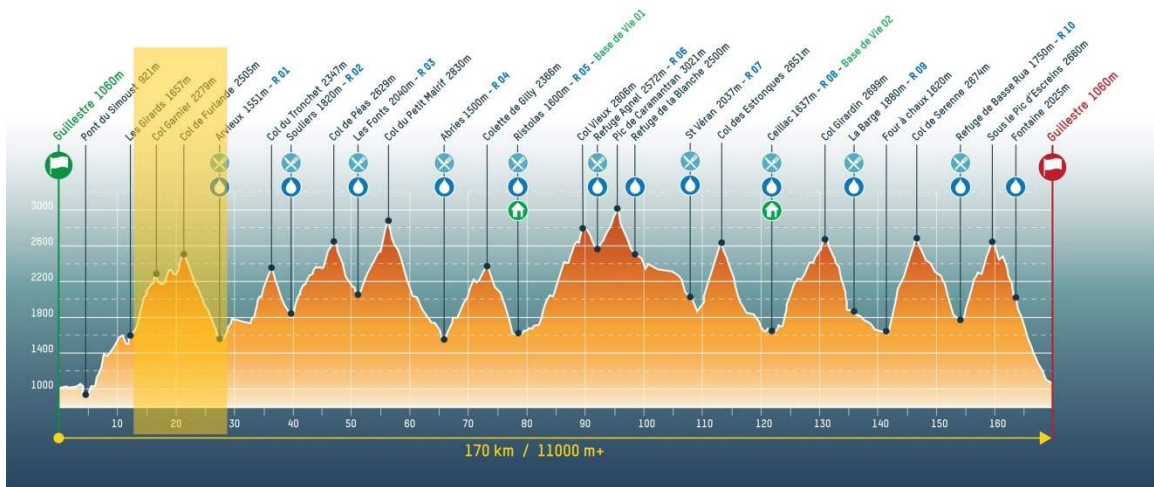 Guillestre 1060m
Pont du Simoust 921m
Les Girards 1657m
Col Garnier 2279m
Col de Furfande 2505m
Arvieux 1551m - R 01
Col du Tronchet 2347m
Souliers 1820m - R 02
Col de Péas 2629m
Les Fonts 2040m - R 03
Col du Petit Malrif 2830m
Abries 1500m - R 04
Colette de Gilly 2366m
Ristolas 1600m - R 05 - Base de Vie 01
Col Vieux 2806m
Refuge Agnel 2572m - R 06
Pic de Caramantran 3021m
Refuge de la Blanche 2500m
St Véran 2037m - R 07
Col des Estronques 2651m
Ceillac 1637m - R 08 - Base de Vie 02
Col Girardin 2699m
La Barge 1880m - R 09
Four à chaux 1620m
Col de Serenne 2674m
Refuge de Basse Rua 1750m - R 10
Sous le Pic d'Escreins 2660m
Fontaine 2025m
Guillestre 1060m
3000
2600
2200
1800
1400
1000
10 20 30 40 50 60 70 80 90 100 110 120 130 140 150 160
170 km / 11000 m+